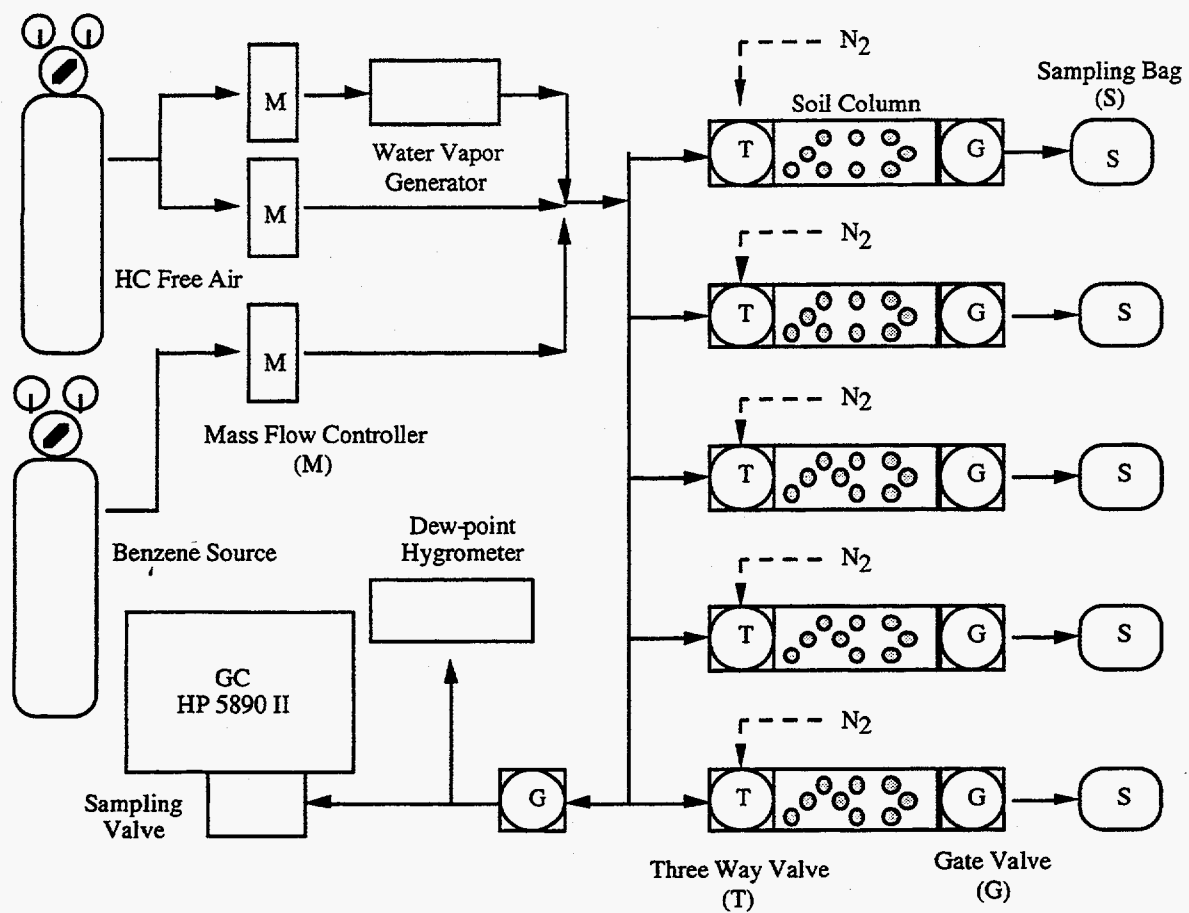 N2
Sampling Bag
(S)
Soil Column
M
T
G
S
Water Vapor
Generator
M
N2
HC Free Air
T
G
S
M
N2
Mass Flow Controller
(M)
T
G
S
Dew-point
Hygrometer
Benzene Source
N2
T
G
S
GC
HP 5890 II
N2
Sampling
Valve
G
T
G
S
Three Way Valve
(T)
Gate Valve
(G)